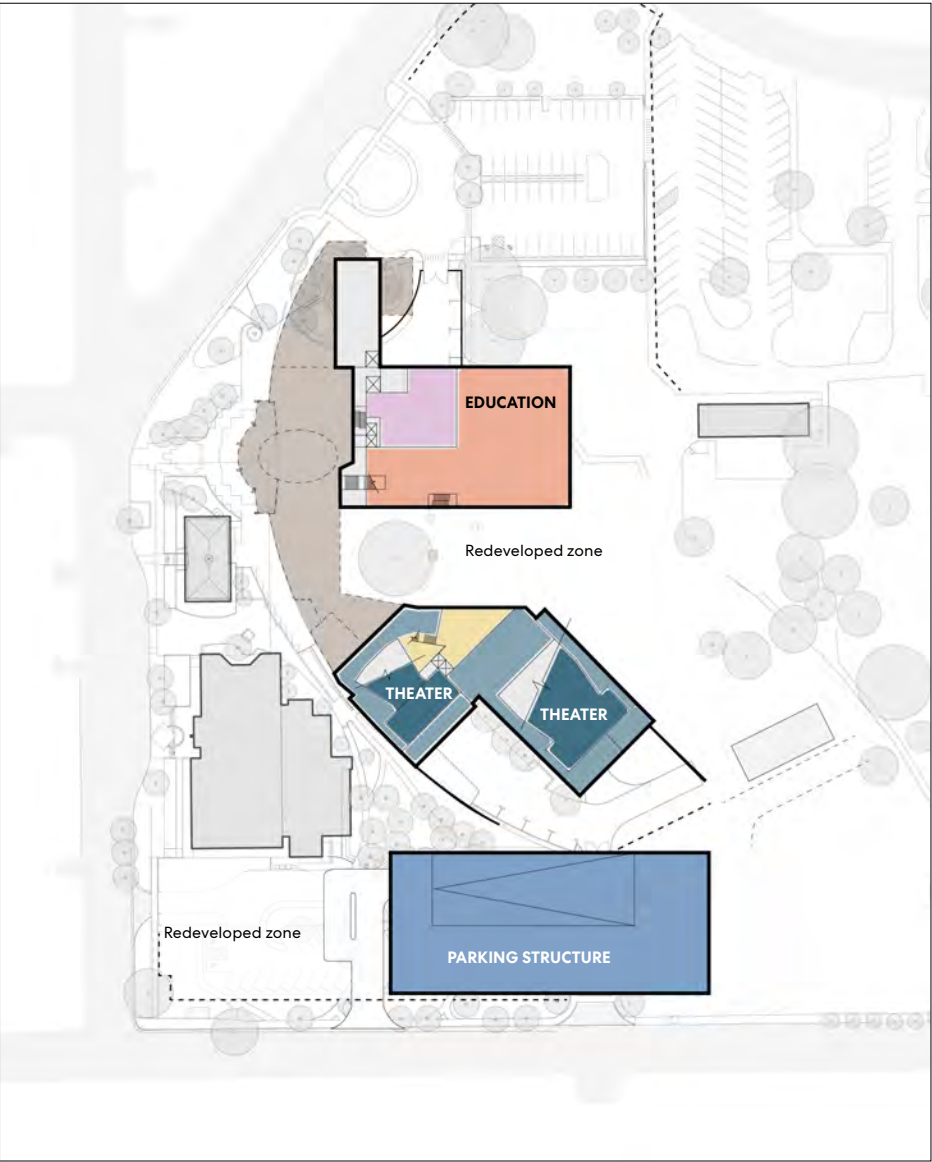 EDUCATION
Redeveloped zone
THEATER
THEATER
Redeveloped zone
PARKING STRUCTURE